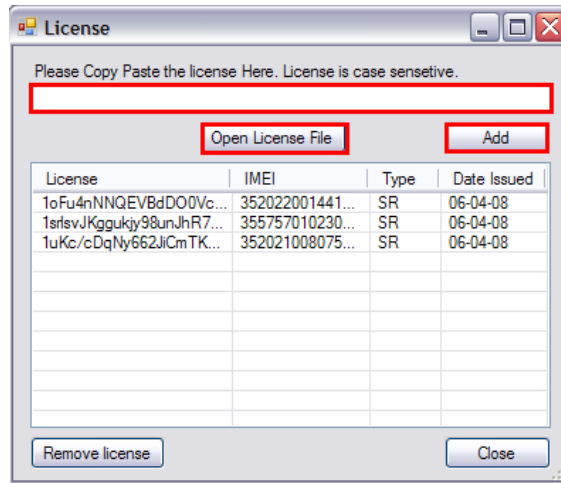 License
Please Copy Paste the license Here. License is case sensetive.
Open License File Add
License IMEI Type Date Issued
1oFu4nNNQEVBdDO0Vc... 352022001441... SR 06-04-08
1srlsvJKggukjy98unJhR7... 355757010230... SR 06-04-08
1uKc/cDqNy662JiCmTK... 352021008075... SR 06-04-08
Remove license Close